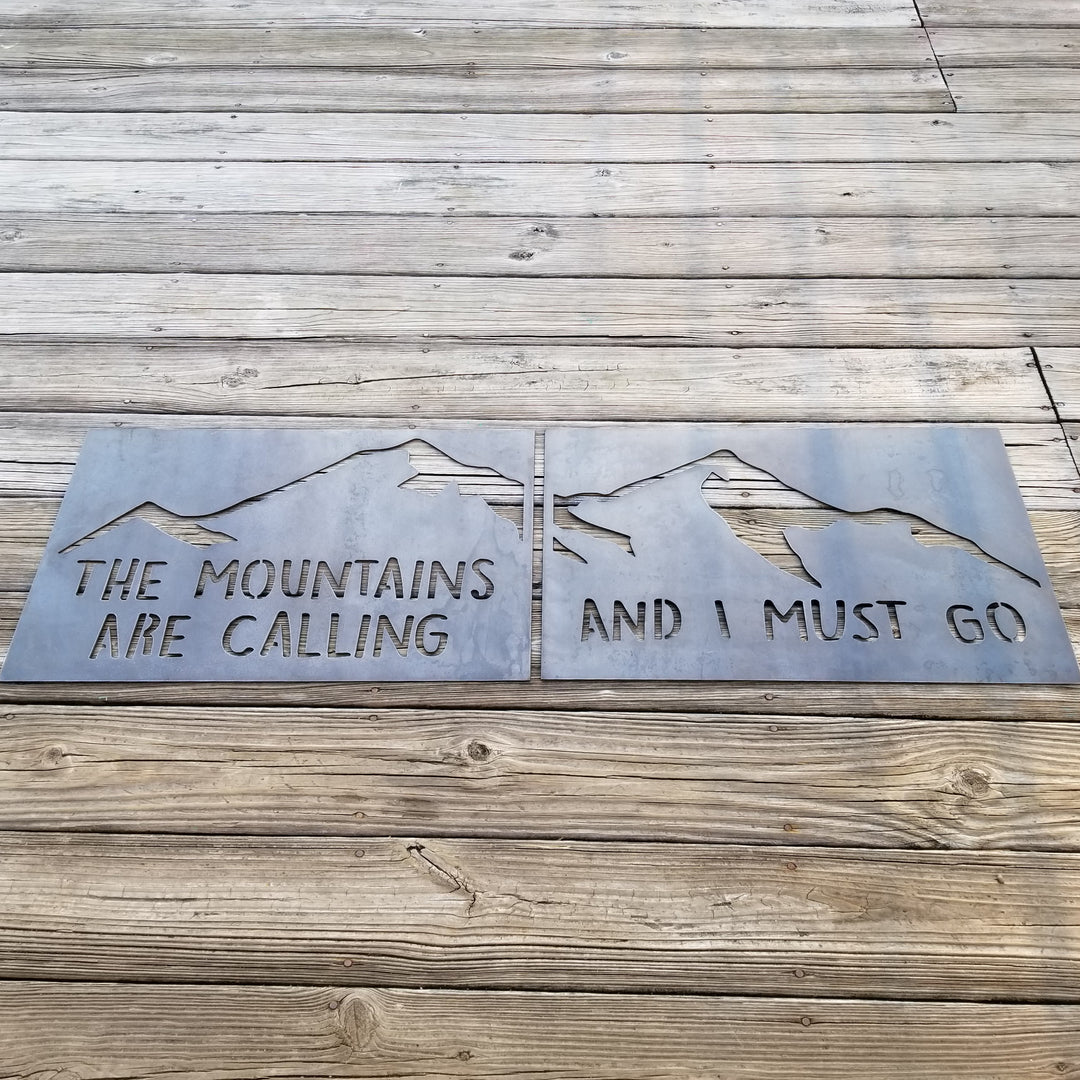 THE MOUNTAINS
ARE CALLING
AND I MUST GO